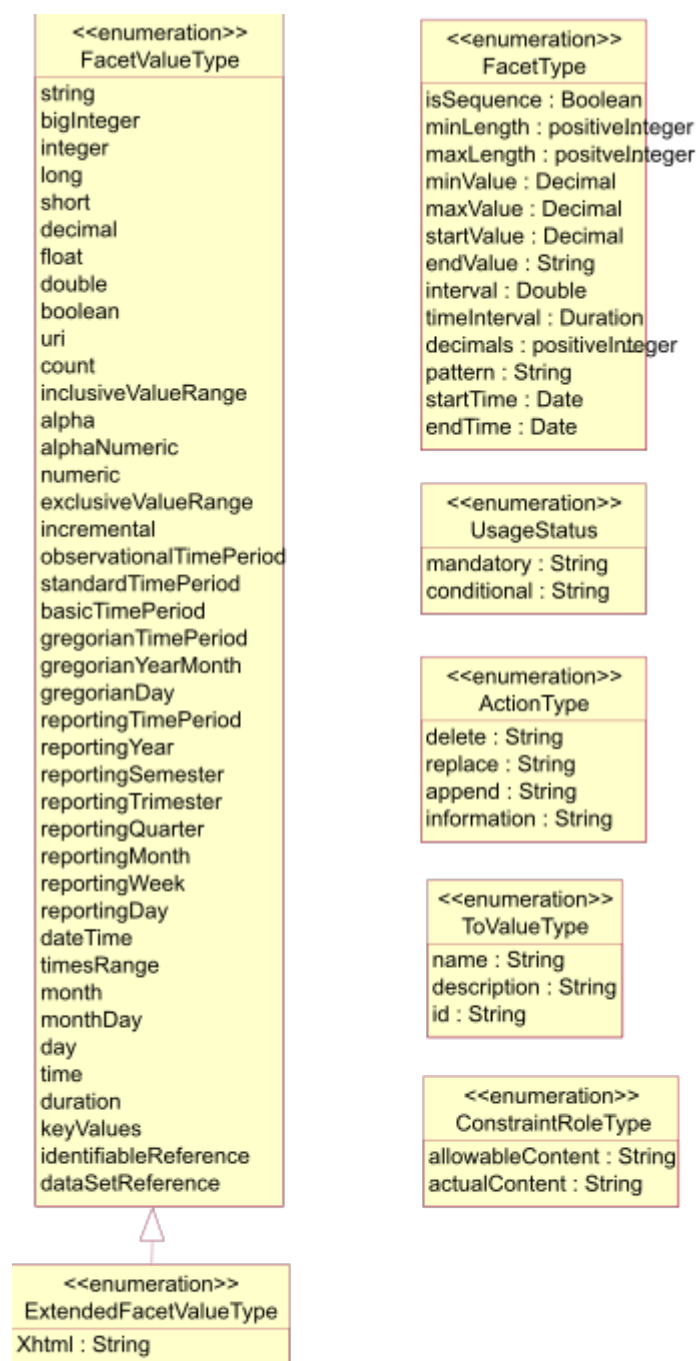 <<enumeration>>
FacetValueType
string
bigInteger
integer
long
short
decimal
float
double
boolean
uri
count
inclusiveValueRange
alpha
alphaNumeric
numeric
exclusiveValueRange
incremental
observationalTimePeriod
standardTimePeriod
basicTimePeriod
gregorianTimePeriod
gregorianYearMonth
gregorianDay
reportingTimePeriod
reportingYear
reportingSemester
reportingTrimester
reportingQuarter
reportingMonth
reportingWeek
reportingDay
dateTime
timesRange
month
monthDay
day
time
duration
keyValues
identifiableReference
dataSetReference
<<enumeration>>
ExtendedFacetValueType
Xhtml : String
<<enumeration>>
FacetType
isSequence : Boolean
minLength : positiveInteger
maxLength : positveInteger
minValue : Decimal
maxValue : Decimal
startValue : Decimal
endValue : String
interval : Double
timeInterval : Duration
decimals : positiveInteger
pattern : String
startTime : Date
endTime : Date
<<enumeration>>
UsageStatus
mandatory : String
conditional : String
<<enumeration>>
ActionType
delete : String
replace : String
append : String
information : String
<<enumeration>>
ToValueType
name : String
description : String
id : String
<<enumeration>>
ConstraintRoleType
allowableContent : String
actualContent : String